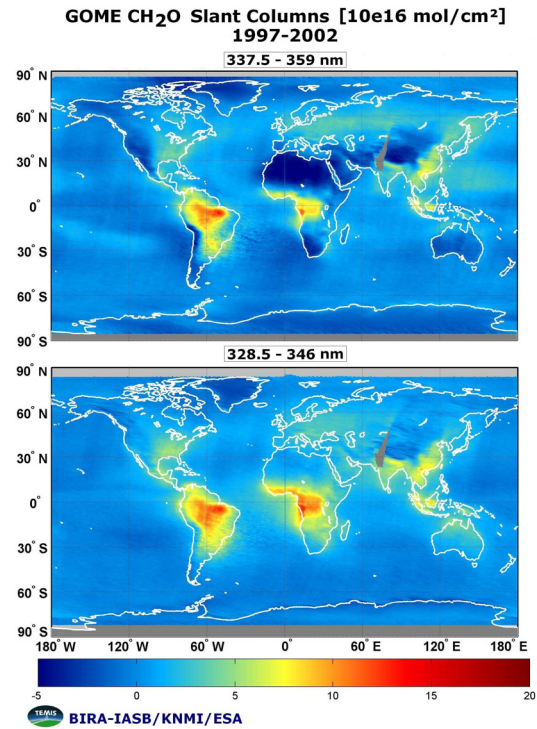 GOME CH₂O Slant Columns [10e16 mol/cm²]
1997-2002
337.5 - 359 nm
90° N
60° N
30° N
0°
30° S
60° S
90° S
328.5 - 346 nm
90° N
60° N
30° N
0°
30° S
60° S
90° S
180° W 120° W 60° W 0° 60° E 120° E 180° E
-5 0 5 10 15 20
TEMIS BIRA-IASB/KNMI/ESA